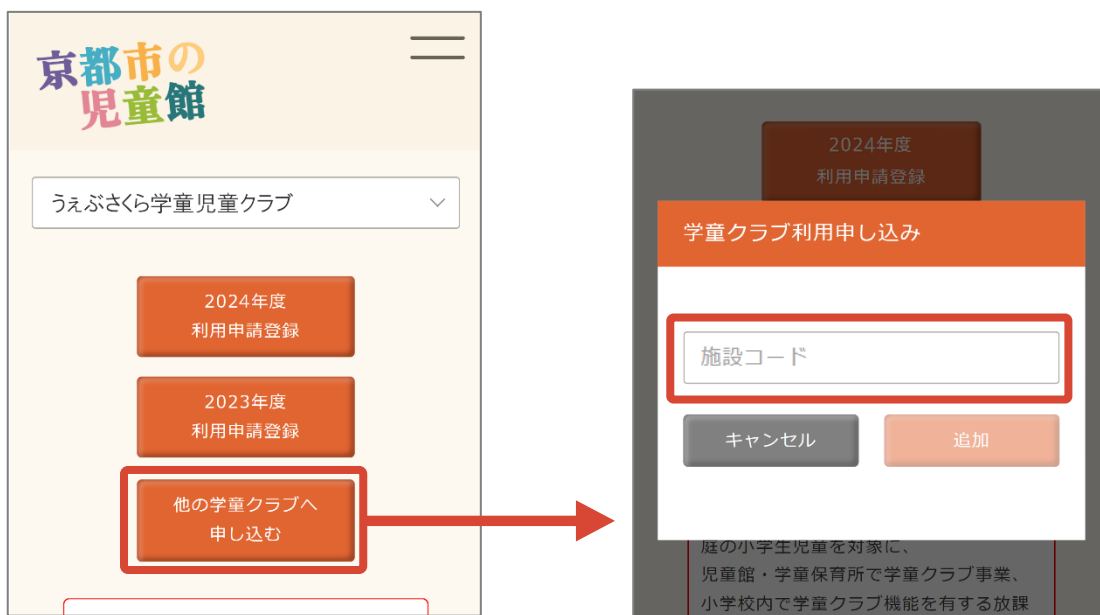 京都市の
児童館
うぇぶさくら学童児童クラブ
2024年度
利用申請登録
2023年度
利用申請登録
他の学童クラブへ
申し込む
2024年度
利用申請登録
学童クラブ利用申し込み
施設コード
キャンセル
追加
庭の小学生児童を対象に、
児童館・学童保育所で学童クラブ事業、
小学校内で学童クラブ機能を有する放課